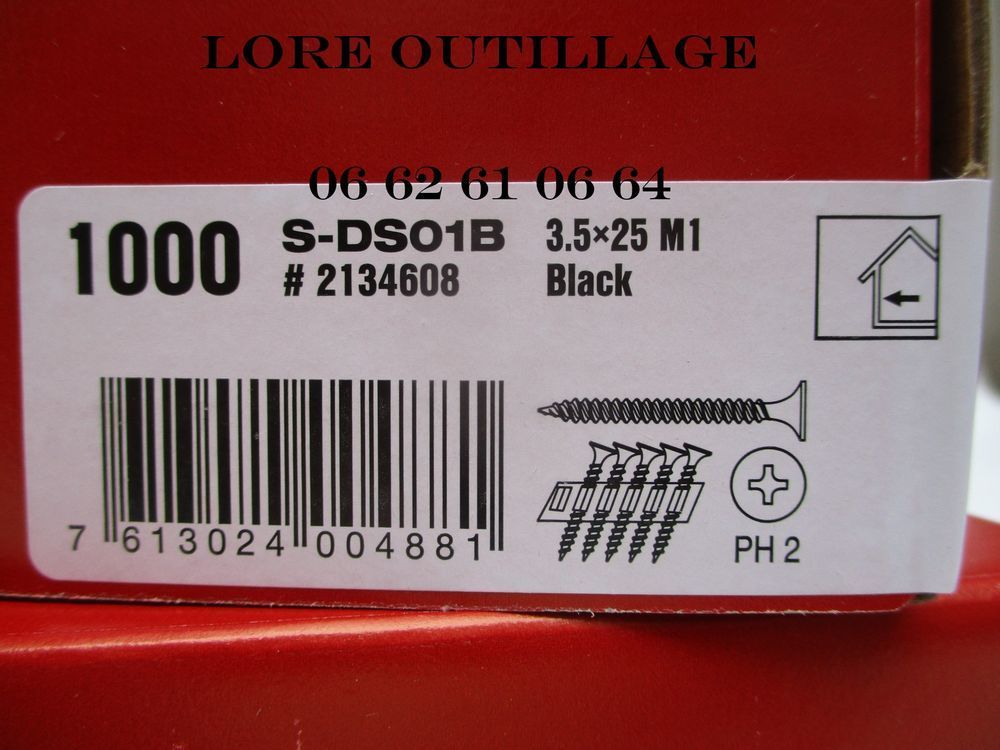 LORE OUTILLAGE
06 62 61 06 64
1000 S-DS01B 3.5×25 M1
# 2134608 Black
7 613024 004881
PH 2